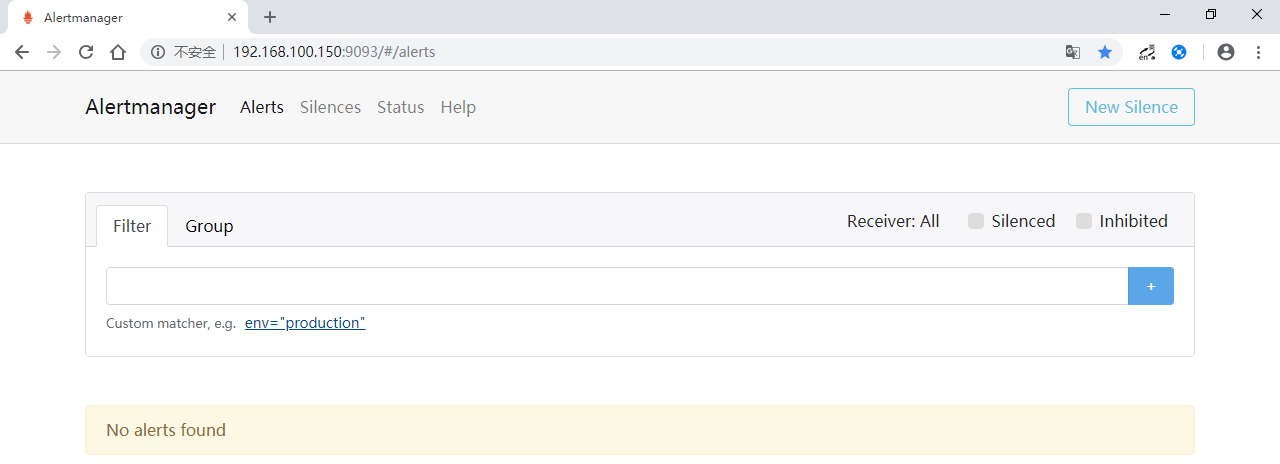 Alertmanager
不安全 192.168.100.150:9093/#/alerts
en
Alertmanager Alerts Silences Status Help New Silence
Filter Group Receiver: All Silenced Inhibited
+
Custom matcher, e.g. env="production"
No alerts found